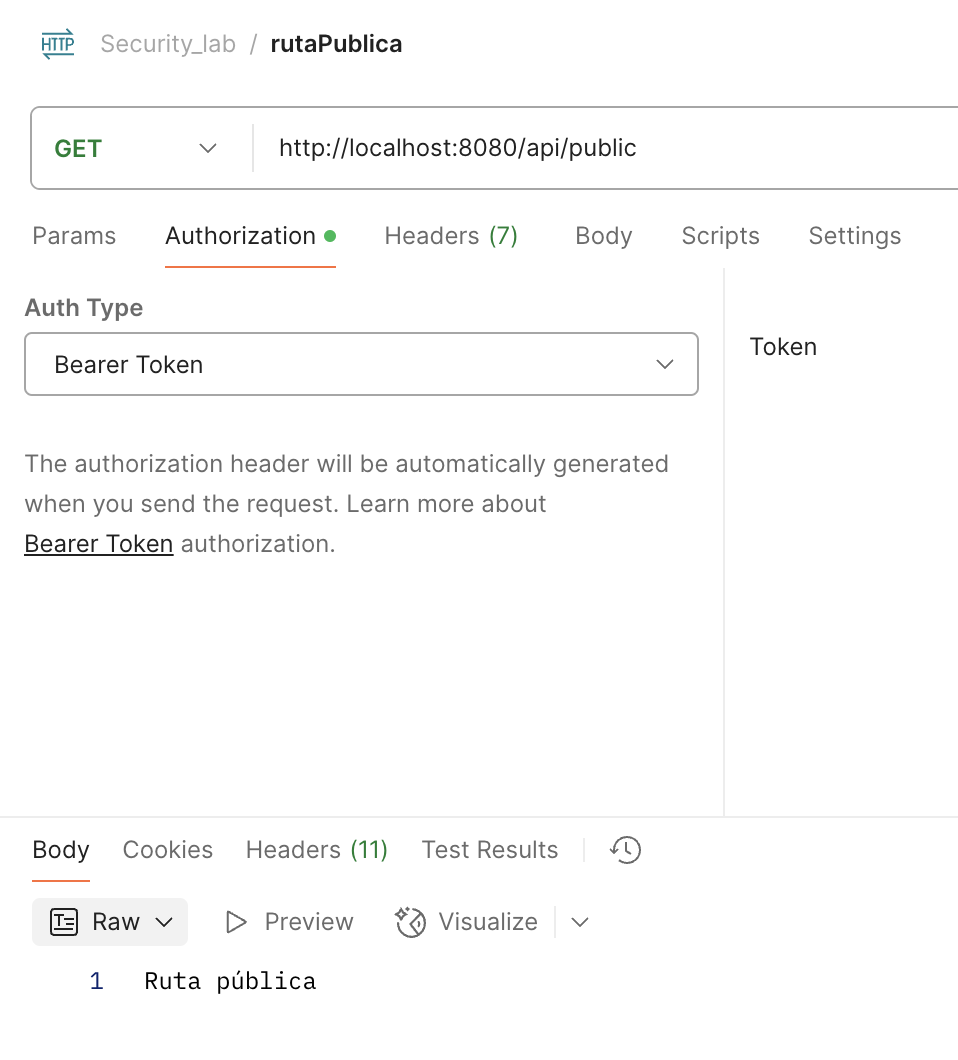 HTTP Security_lab / rutaPublica
GET http://localhost:8080/api/public
Params Authorization Headers (7) Body Scripts Settings
Auth Type
Bearer Token
Token
The authorization header will be automatically generated
when you send the request. Learn more about
Bearer Token authorization.
Body Cookies Headers (11) Test Results
Raw Preview Visualize
1 Ruta pública